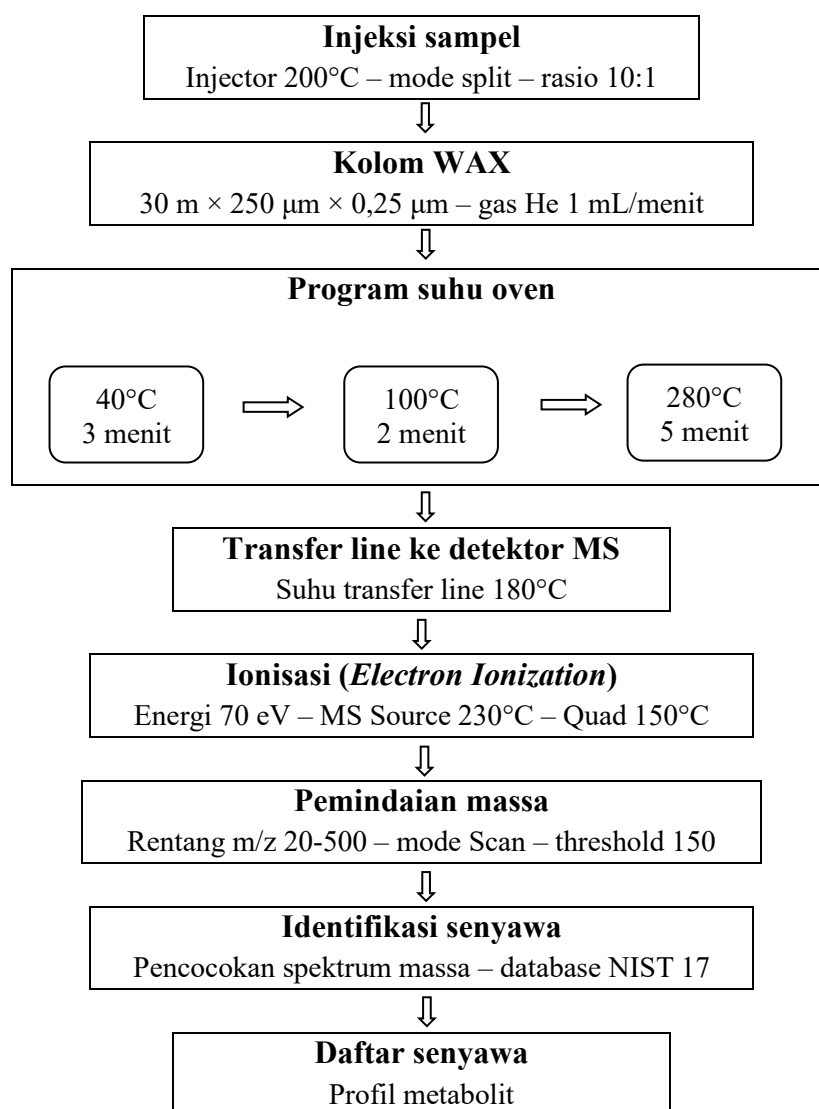 Injeksi sampel
Injector 200°C – mode split – rasio 10:1
Kolom WAX
30 m × 250 μm × 0,25 μm – gas He 1 mL/menit
Program suhu oven
40°C
3 menit
100°C
2 menit
280°C
5 menit
Transfer line ke detektor MS
Suhu transfer line 180°C
Ionisasi (Electron Ionization)
Energi 70 eV – MS Source 230°C – Quad 150°C
Pemindaian massa
Rentang m/z 20-500 – mode Scan – threshold 150
Identifikasi senyawa
Pencocokan spektrum massa – database NIST 17
Daftar senyawa
Profil metabolit